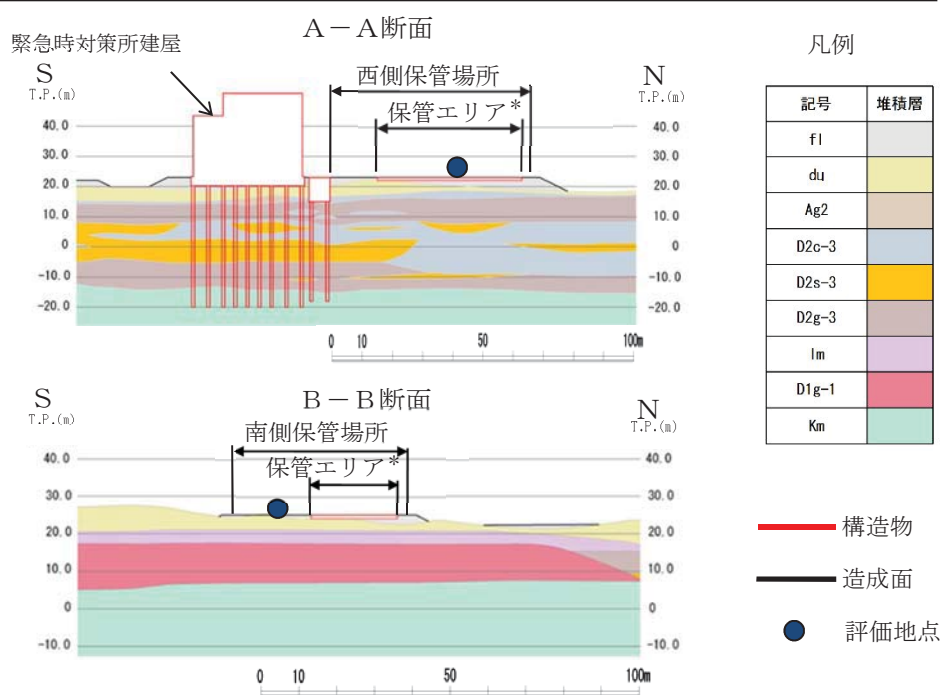 A－A断面
緊急時対策所建屋
S
T.P.(m)
N
T.P.(m)
西側保管場所
保管エリア*
40.0
30.0
20.0
10.0
0
-10.0
-20.0
40.0
30.0
20.0
10.0
0
-10.0
-20.0
0 10 50 100m
B－B断面
S
T.P.(m)
N
T.P.(m)
南側保管場所
保管エリア*
40.0
30.0
20.0
10.0
0
-10.0
40.0
30.0
20.0
10.0
0
-10.0
0 10 50 100m
凡例
記号 堆積層
fl
du
Ag2
D2c-3
D2s-3
D2g-3
lm
D1g-1
Km
構造物
造成面
評価地点